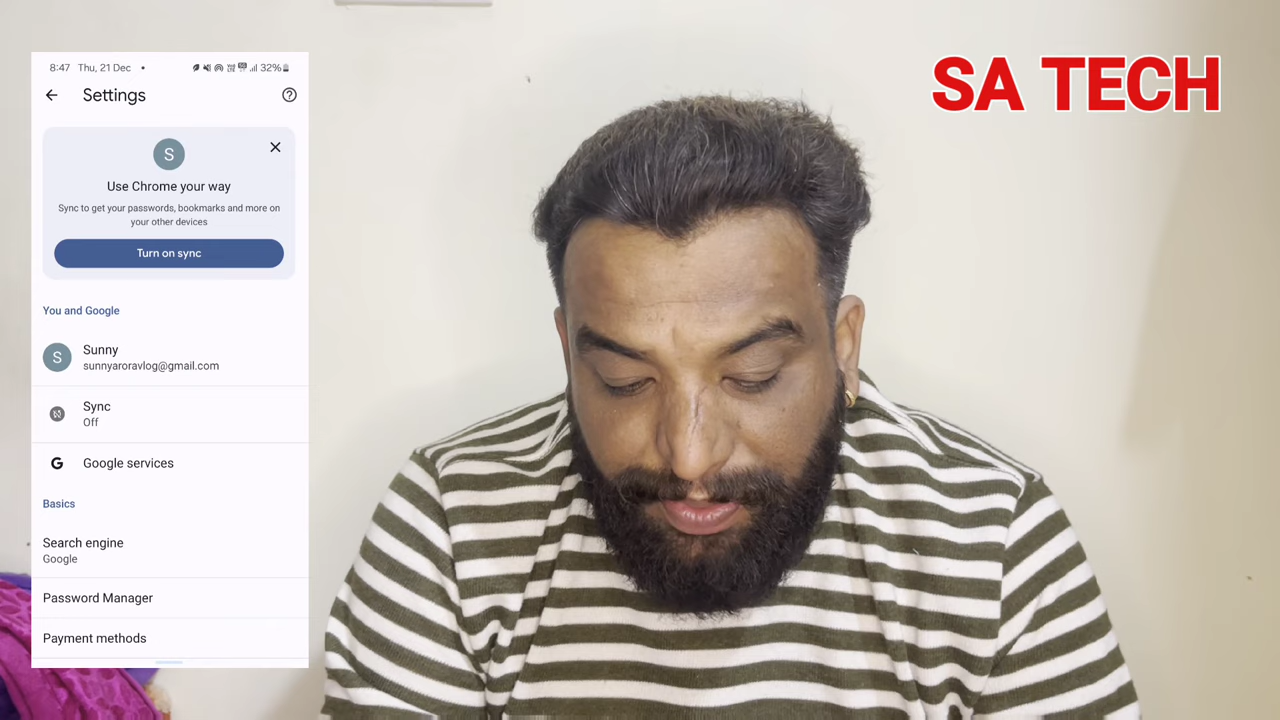 8:47 Thu, 21 Dec • 32%
Settings
S
Use Chrome your way
Sync to get your passwords, bookmarks and more on
your other devices
Turn on sync
You and Google
S
Sunny
sunnyaroravlog@gmail.com
Sync
Off
G
Google services
Basics
Search engine
Google
Password Manager
Payment methods
SA TECH